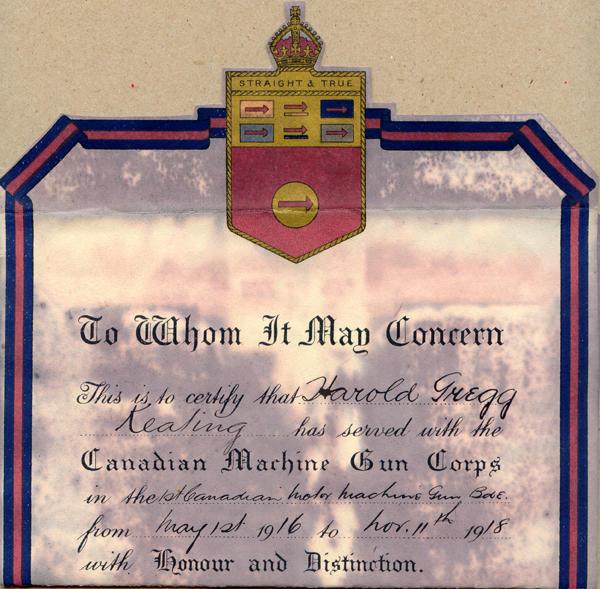 STRAIGHT & TRUE
To Whom It May Concern
This is to certify that Harold Gregg
Keating has served with the
Canadian Machine Gun Corps
in the 1st Canadian Motor Machine Gun Bde.
from May 1st 1916 to Nov. 11th 1918
with Honour and Distinction.